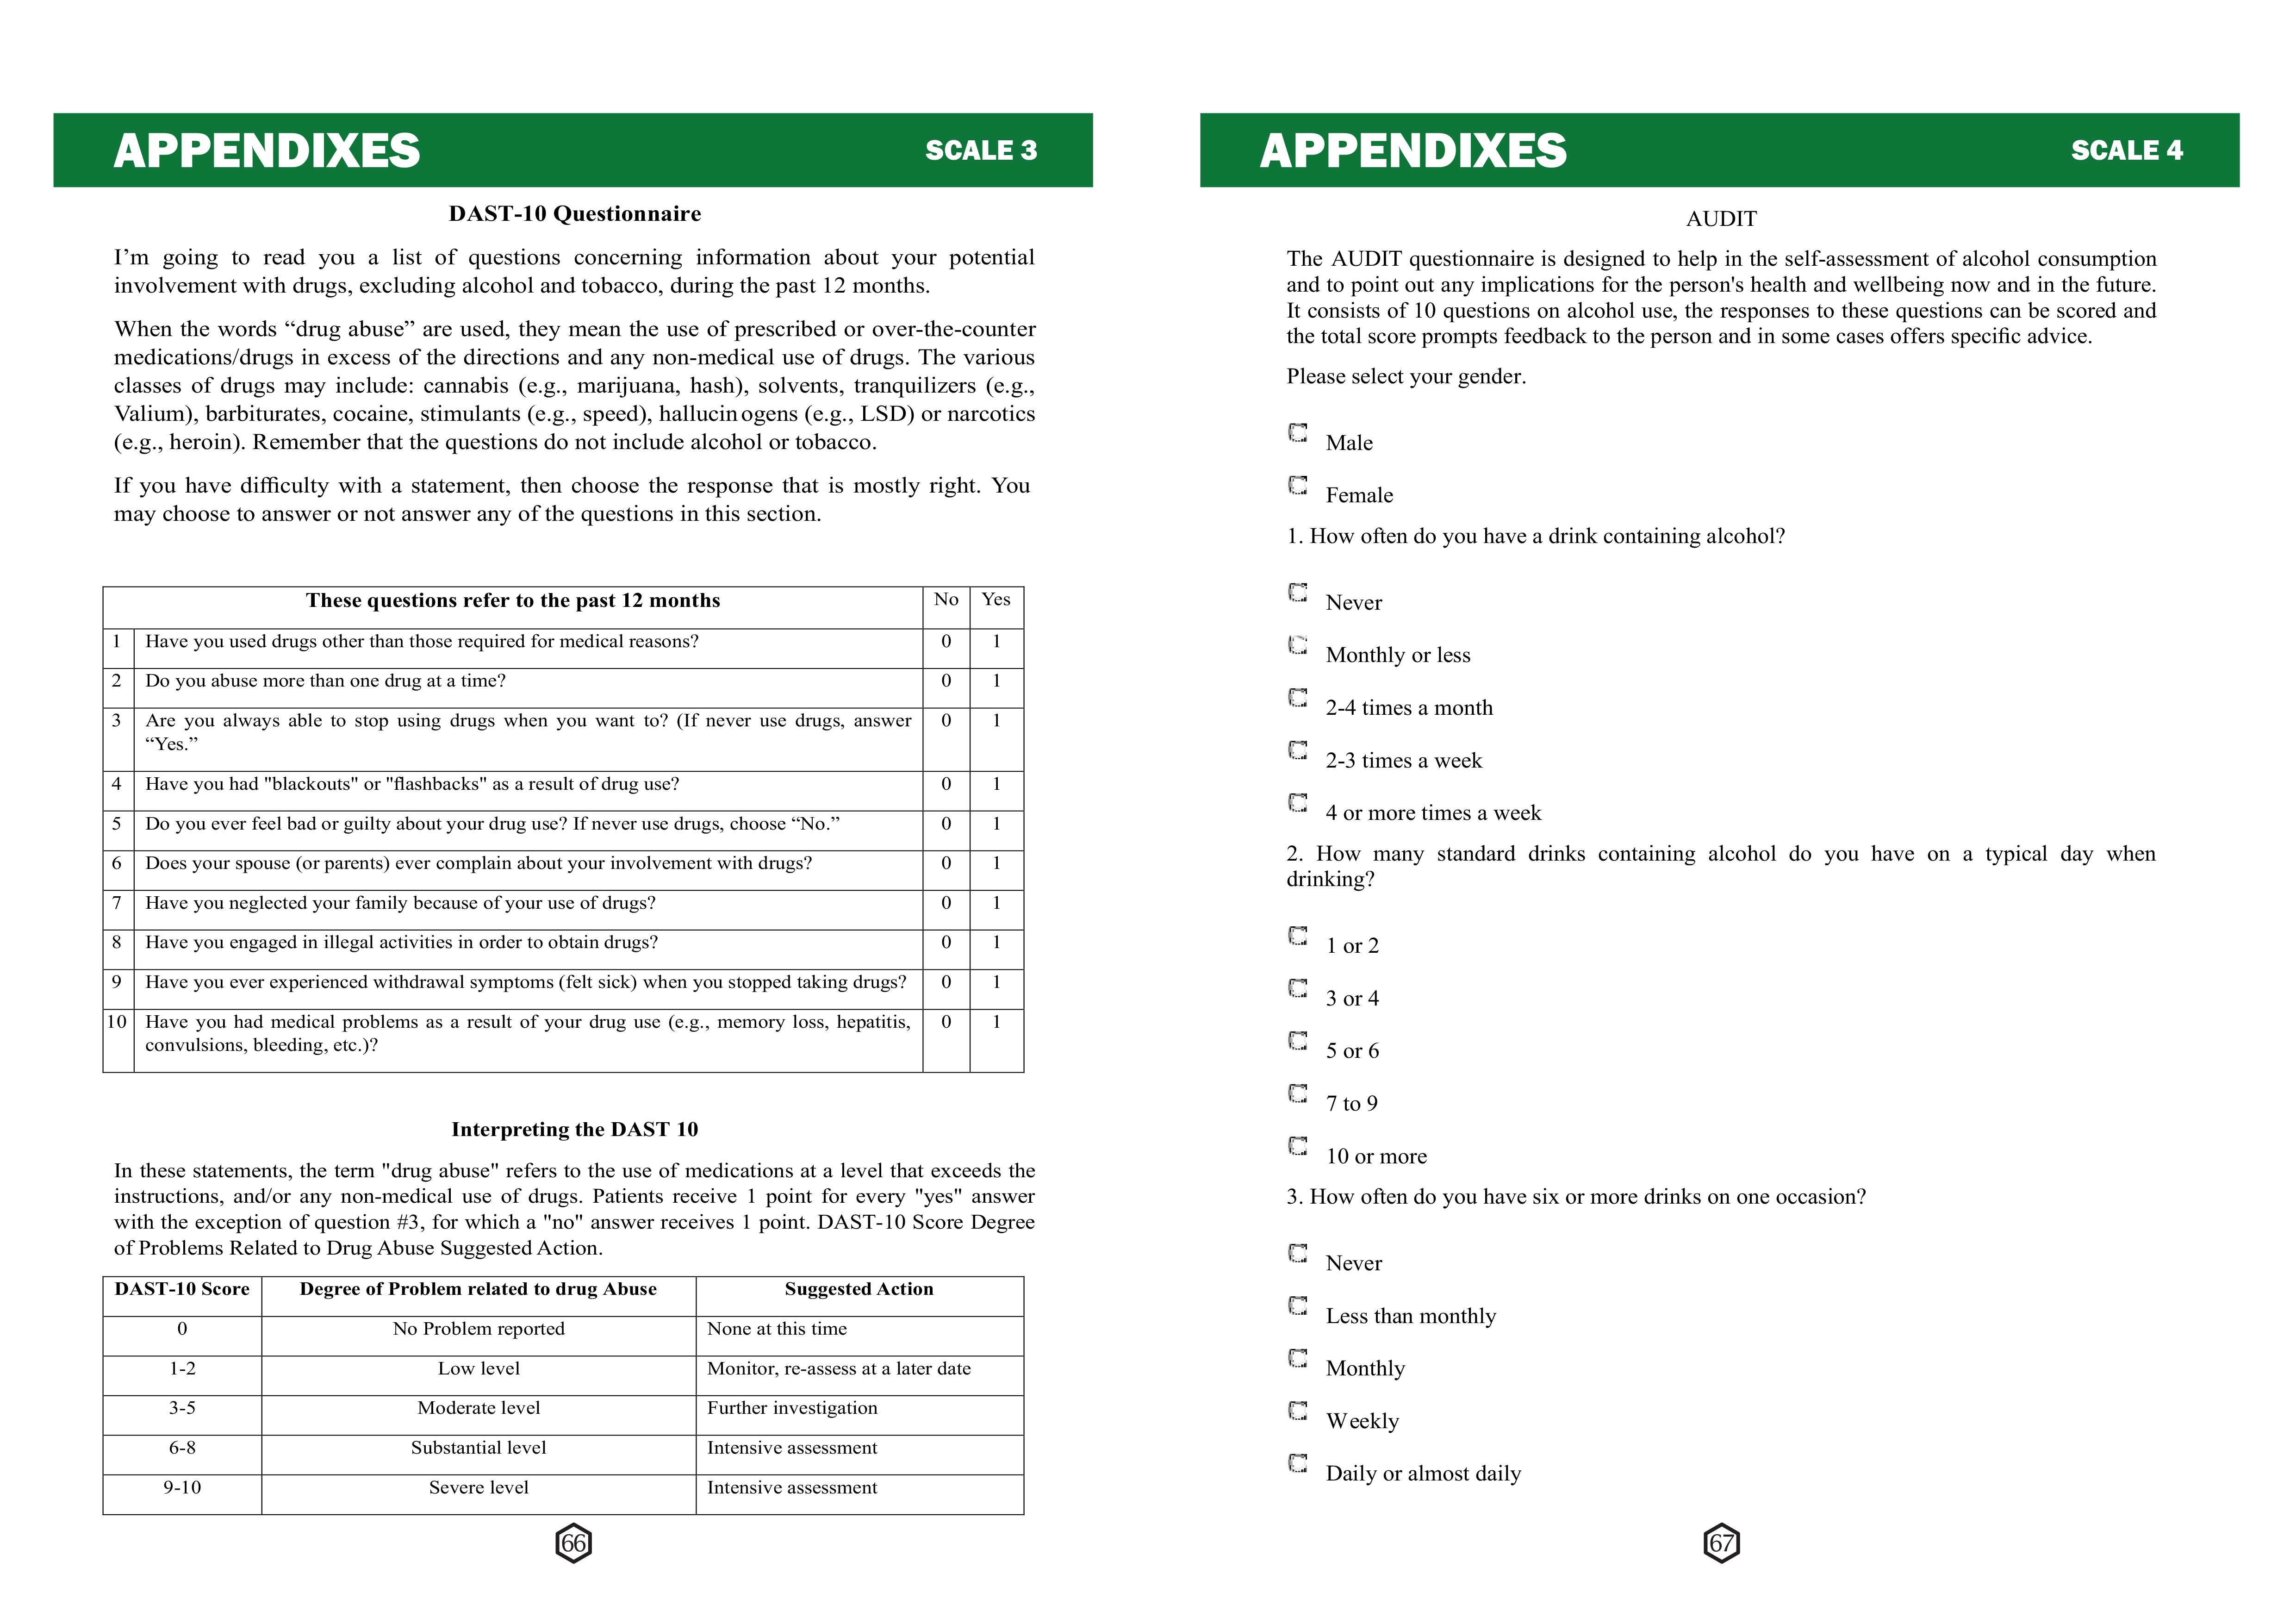 APPENDIXES SCALE 3
DAST-10 Questionnaire
I’m going to read you a list of questions concerning information about your potential
involvement with drugs, excluding alcohol and tobacco, during the past 12 months.
When the words “drug abuse” are used, they mean the use of prescribed or over-the-counter
medications/drugs in excess of the directions and any non-medical use of drugs. The various
classes of drugs may include: cannabis (e.g., marijuana, hash), solvents, tranquilizers (e.g.,
Valium), barbiturates, cocaine, stimulants (e.g., speed), hallucinogens (e.g., LSD) or narcotics
(e.g., heroin). Remember that the questions do not include alcohol or tobacco.
If you have difficulty with a statement, then choose the response that is mostly right. You
may choose to answer or not answer any of the questions in this section.
These questions refer to the past 12 months No Yes
1 Have you used drugs other than those required for medical reasons? 0 1
2 Do you abuse more than one drug at a time? 0 1
3 Are you always able to stop using drugs when you want to? (If never use drugs, answer 0 1
“Yes.”
4 Have you had "blackouts" or "flashbacks" as a result of drug use? 0 1
5 Do you ever feel bad or guilty about your drug use? If never use drugs, choose “No.” 0 1
6 Does your spouse (or parents) ever complain about your involvement with drugs? 0 1
7 Have you neglected your family because of your use of drugs? 0 1
8 Have you engaged in illegal activities in order to obtain drugs? 0 1
9 Have you ever experienced withdrawal symptoms (felt sick) when you stopped taking drugs? 0 1
10 Have you had medical problems as a result of your drug use (e.g., memory loss, hepatitis, 0 1
convulsions, bleeding, etc.)?
Interpreting the DAST 10
In these statements, the term "drug abuse" refers to the use of medications at a level that exceeds the
instructions, and/or any non-medical use of drugs. Patients receive 1 point for every "yes" answer
with the exception of question #3, for which a "no" answer receives 1 point. DAST-10 Score Degree
of Problems Related to Drug Abuse Suggested Action.
DAST-10 Score Degree of Problem related to drug Abuse Suggested Action
0 No Problem reported None at this time
1-2 Low level Monitor, re-assess at a later date
3-5 Moderate level Further investigation
6-8 Substantial level Intensive assessment
9-10 Severe level Intensive assessment
66
APPENDIXES SCALE 4
AUDIT
The AUDIT questionnaire is designed to help in the self-assessment of alcohol consumption
and to point out any implications for the person's health and wellbeing now and in the future.
It consists of 10 questions on alcohol use, the responses to these questions can be scored and
the total score prompts feedback to the person and in some cases offers specific advice.
Please select your gender.
Male
Female
1. How often do you have a drink containing alcohol?
Never
Monthly or less
2-4 times a month
2-3 times a week
4 or more times a week
2. How many standard drinks containing alcohol do you have on a typical day when
drinking?
1 or 2
3 or 4
5 or 6
7 to 9
10 or more
3. How often do you have six or more drinks on one occasion?
Never
Less than monthly
Monthly
Weekly
Daily or almost daily
67